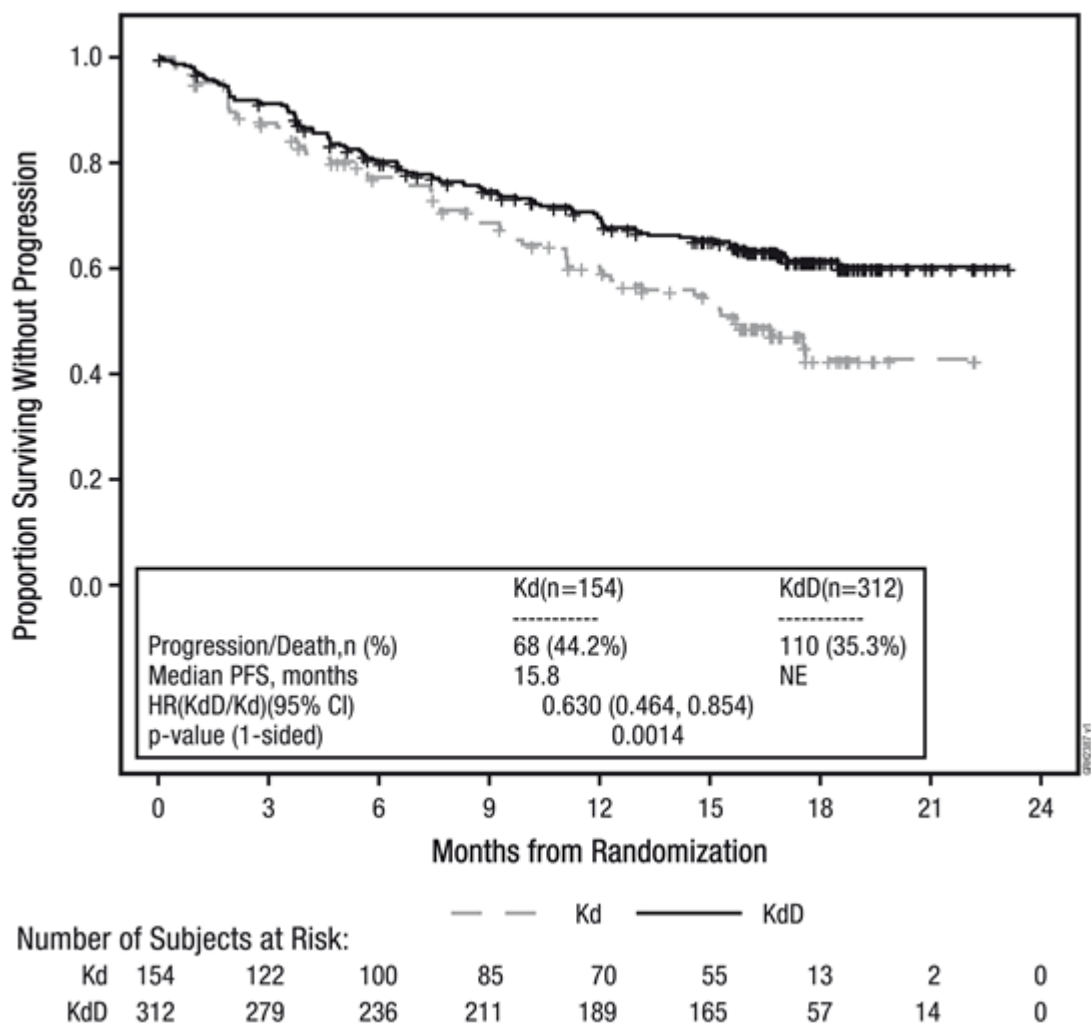 Proportion Surviving Without Progression
1.0
0.8
0.6
0.4
0.2
0.0
Kd(n=154) KdD(n=312)
----------- -----------
Progression/Death,n (%) 68 (44.2%) 110 (35.3%)
Median PFS, months 15.8 NE
HR(KdD/Kd)(95% CI) 0.630 (0.464, 0.854)
p-value (1-sided) 0.0014
0 3 6 9 12 15 18 21 24
Months from Randomization
Kd KdD
Number of Subjects at Risk:
Kd 154 122 100 85 70 55 13 2 0
KdD 312 279 236 211 189 165 57 14 0